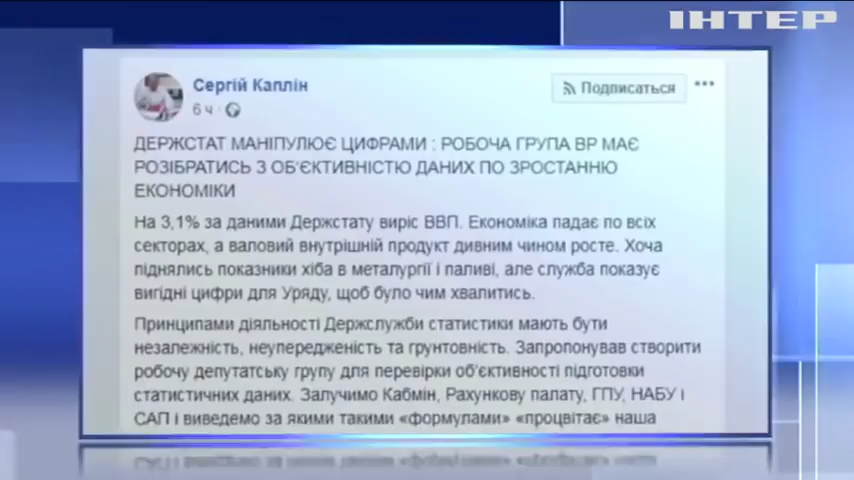 ІНТЕР
Сергій Каплін
Подписаться
6 ч
ДЕРЖСТАТ МАНІПУЛЮЄ ЦИФРАМИ : РОБОЧА ГРУПА ВР МАЄ
РОЗІБРАТИСЬ З ОБ'ЄКТИВНІСТЮ ДАНИХ ПО ЗРОСТАННЮ
ЕКОНОМІКИ
На 3,1% за даними Держстату виріс ВВП. Економіка падає по всіх
секторах, а валовий внутрішній продукт дивним чином росте. Хоча
піднялись показники хіба в металургії і паливі, але служба показує
вигідні цифри для Уряду, щоб було чим хвалитись.
Принципами діяльності Держслужби статистики мають бути
незалежність, неупередженість та грунтовність. Запропонував створити
робочу депутатську групу для перевірки об'єктивності підготовки
статистичних даних. Залучимо Кабмін, Рахункову палату, ГПУ, НАБУ і
САП і виведемо за якими такими «формулами» «процвітає» наша